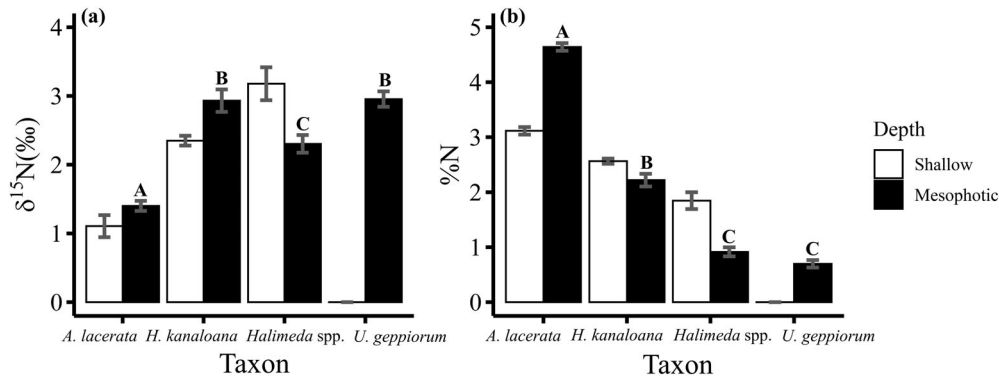 (a)
4
3
2
1
0
δ¹⁵N(‰)
A
B
C
B
A. lacerata H. kanaloana Halimeda spp. U. geppiorum
Taxon
(b)
5
4
3
2
1
0
%N
A
B
C
C
A. lacerata H. kanaloana Halimeda spp. U. geppiorum
Taxon
Depth
Shallow
Mesophotic